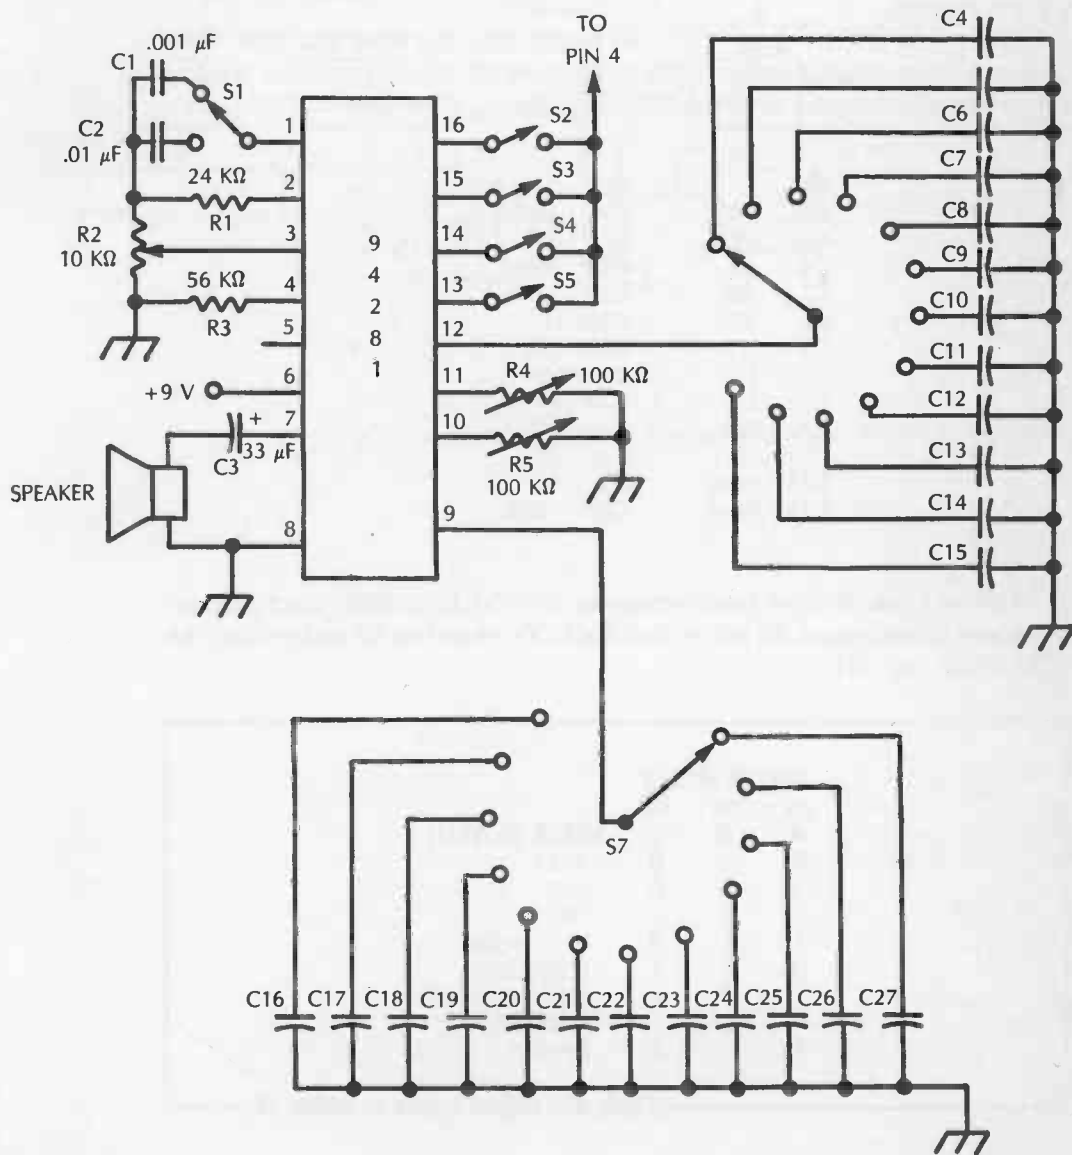 TO
PIN 4
C1
.001 µF
S1
C2
.01 µF
24 KΩ
R1
R2
10 KΩ
56 KΩ
R3
+9 V
+
33 µF
C3
SPEAKER
1
2
3
4
5
6
7
8
9
4
2
8
1
16
15
14
13
12
11
10
9
S2
S3
S4
S5
R4
100 KΩ
R5
100 KΩ
C4
C6
C7
C8
C9
C10
C11
C12
C13
C14
C15
S7
C16
C17
C18
C19
C20
C21
C22
C23
C24
C25
C26
C27